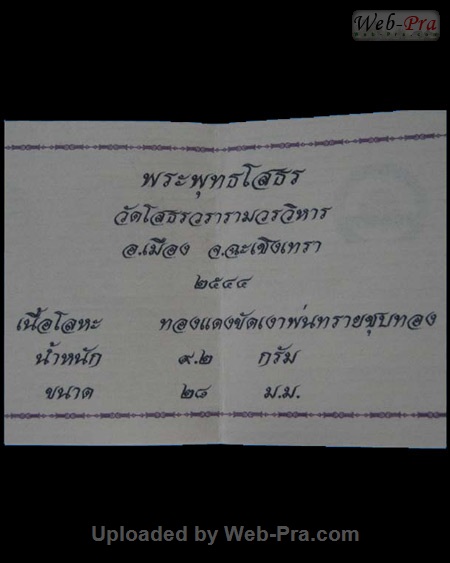 Web-Pra
Web-Pra.com
พระพุทธโสธร
วัดโสธรวรารามวรวิหาร
อ.เมือง จ.ฉะเชิงเทรา
๒๕๔๔
เนื้อโลหะ ทองแดงขัดเงาพ่นทรายชุบทอง
น้ำหนัก ๙.๒ กรัม
ขนาด ๒๘ ม.ม.
Uploaded by Web-Pra.com